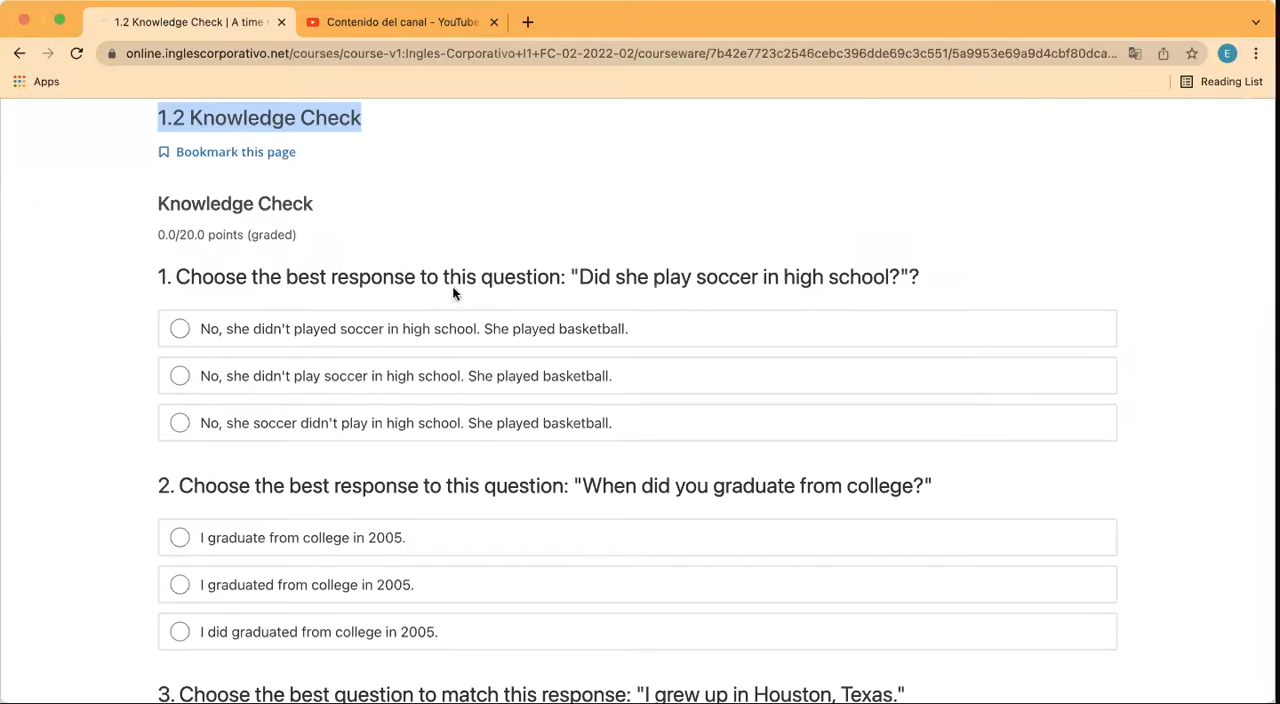 1.2 Knowledge Check | A time
Contenido del canal - YouTube
online.inglescorporativo.net/courses/course-v1:Ingles-Corporativo+I1+FC-02-2022-02/courseware/7b42e7723c2546cebc396dde69c3c551/5a9953e69a9d4cbf80dca...
E
Apps
Reading List
1.2 Knowledge Check
Bookmark this page
Knowledge Check
0.0/20.0 points (graded)
1. Choose the best response to this question: "Did she play soccer in high school?"?
No, she didn't played soccer in high school. She played basketball.
No, she didn't play soccer in high school. She played basketball.
No, she soccer didn't play in high school. She played basketball.
2. Choose the best response to this question: "When did you graduate from college?"
I graduate from college in 2005.
I graduated from college in 2005.
I did graduated from college in 2005.
3. Choose the best question to match this response: "I grew up in Houston, Texas."